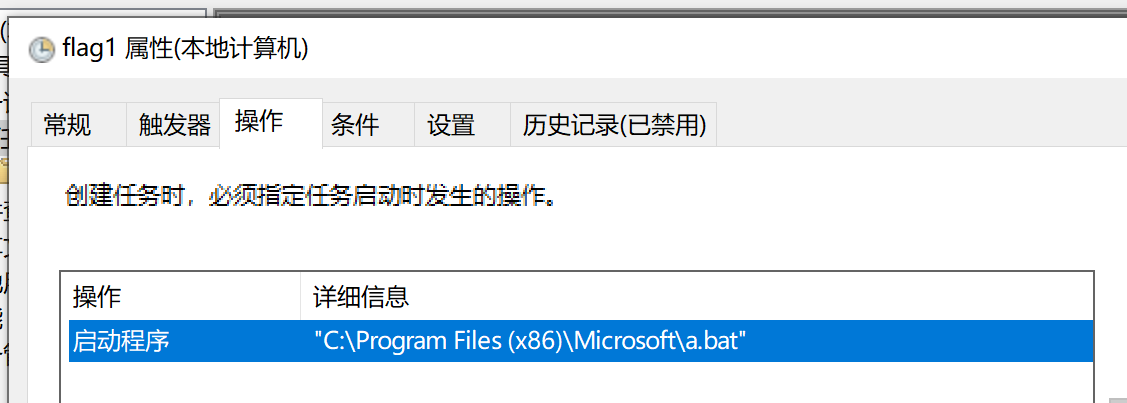 flag1 属性(本地计算机)
常规 触发器 操作 条件 设置 历史记录(已禁用)
创建任务时，必须指定任务启动时发生的操作。
操作 详细信息
启动程序 "C:\Program Files (x86)\Microsoft\a.bat"